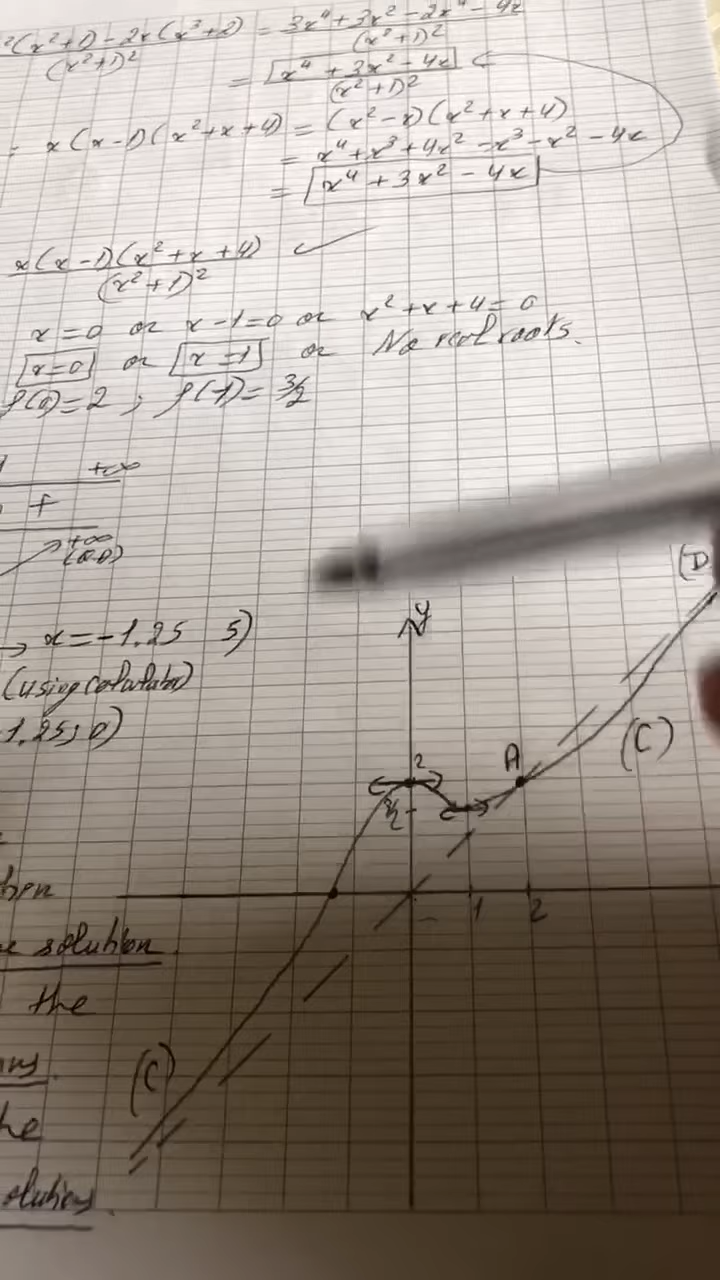 ²(x²+1) - 2x(x³+2) / (x²+1)² = 3x⁴+3x²-2x⁴-4x / (x²+1)²
= x⁴+3x²-4x / (x²+1)²
x(x-1)(x²+x+4) = (x²-x)(x²+x+4)
= x⁴+x³+4x²-x³-x²-4x
= x⁴+3x²-4x
x(x-1)(x²+x+4) / (x²+1)²
x=0 or x-1=0 or x²+x+4=0
x=0 or x=1 or No real roots.
f(0)=2 ; f(1)=3/2
+∞
+
+∞
→ x=-1.25 5)
(using calculator)
1.25; 0)
y
(D
2
A
(C)
3/2
1 2
e solution.
the
(C)
he
olutions.